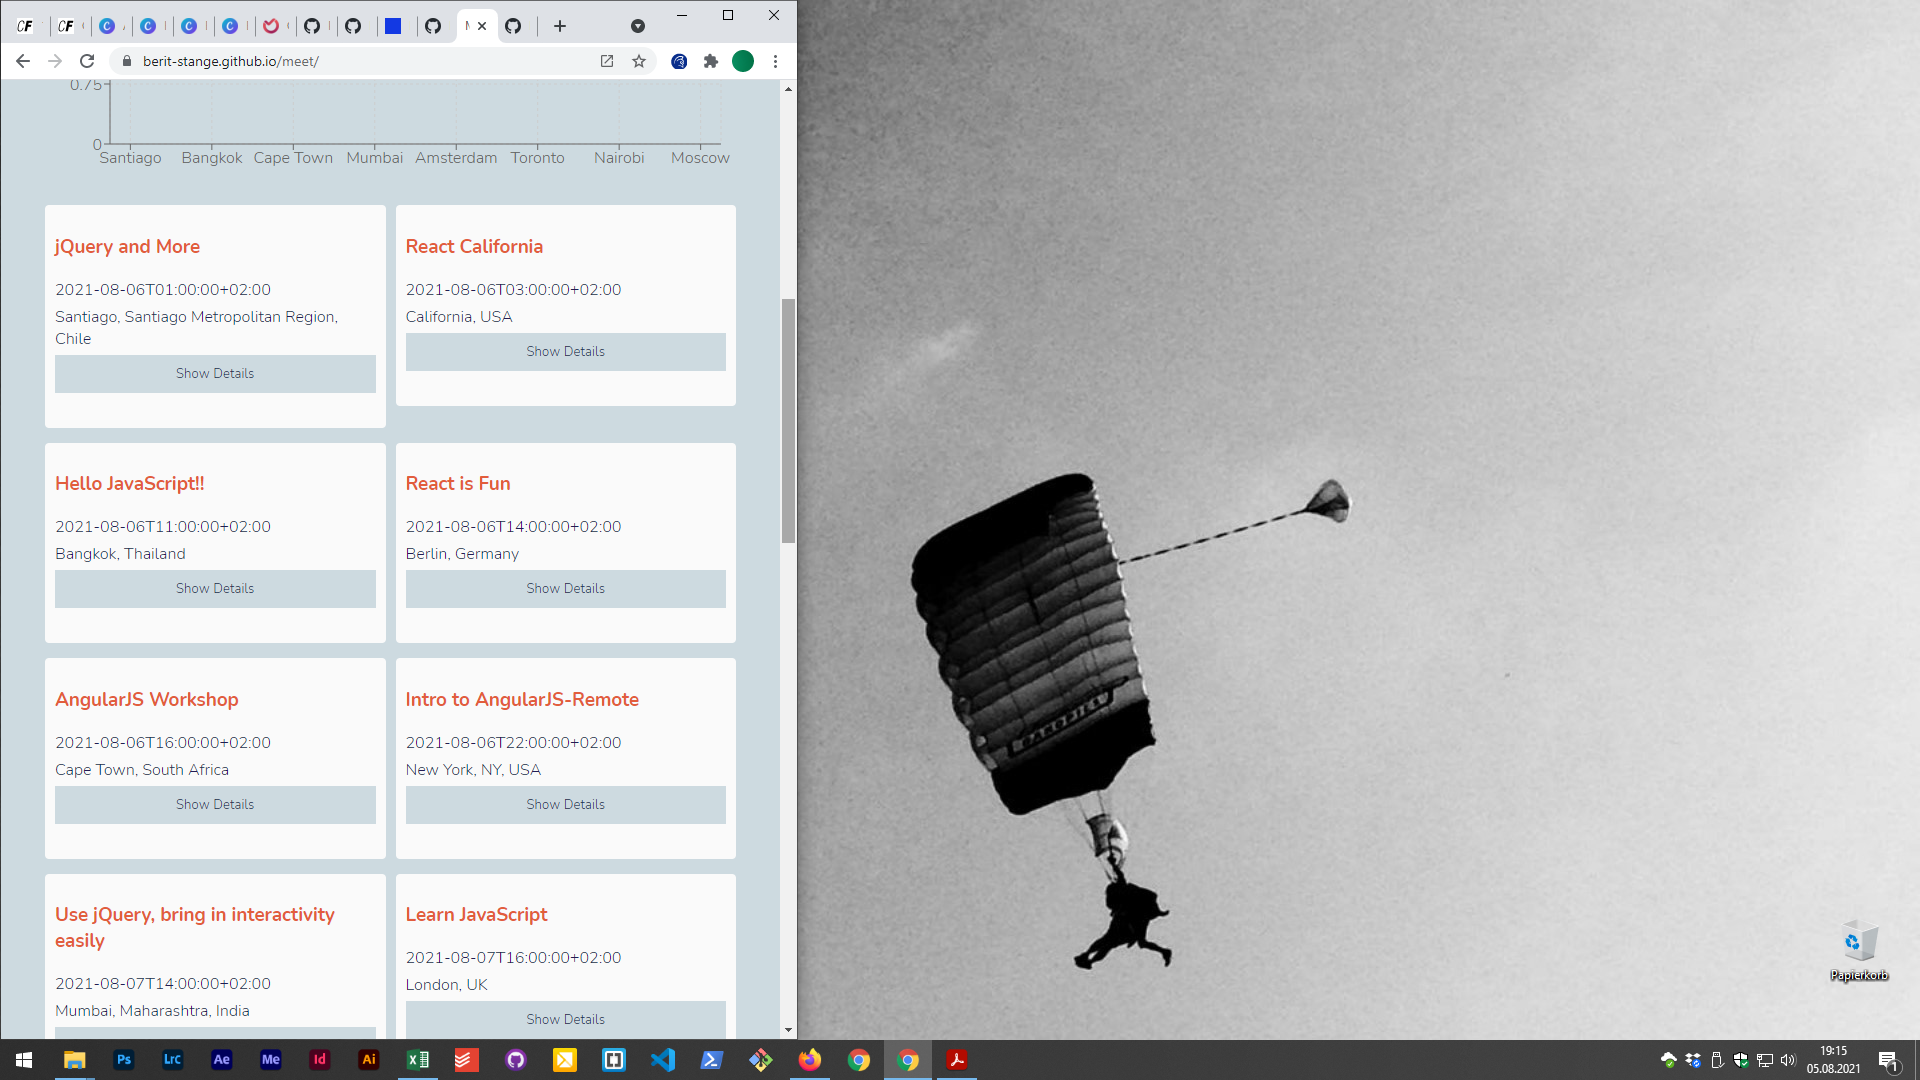 berit-stange.github.io/meet/
0.75
0
Santiago Bangkok Cape Town Mumbai Amsterdam Toronto Nairobi Moscow
jQuery and More
2021-08-06T01:00:00+02:00
Santiago, Santiago Metropolitan Region,
Chile
Show Details
React California
2021-08-06T03:00:00+02:00
California, USA
Show Details
Hello JavaScript!!
2021-08-06T11:00:00+02:00
Bangkok, Thailand
Show Details
React is Fun
2021-08-06T14:00:00+02:00
Berlin, Germany
Show Details
AngularJS Workshop
2021-08-06T16:00:00+02:00
Cape Town, South Africa
Show Details
Intro to AngularJS-Remote
2021-08-06T22:00:00+02:00
New York, NY, USA
Show Details
Use jQuery, bring in interactivity
easily
2021-08-07T14:00:00+02:00
Mumbai, Maharashtra, India
Learn JavaScript
2021-08-07T16:00:00+02:00
London, UK
Show Details
Papierkorb
Ps Lrc Ae Me Id Ai
19:15
05.08.2021
1